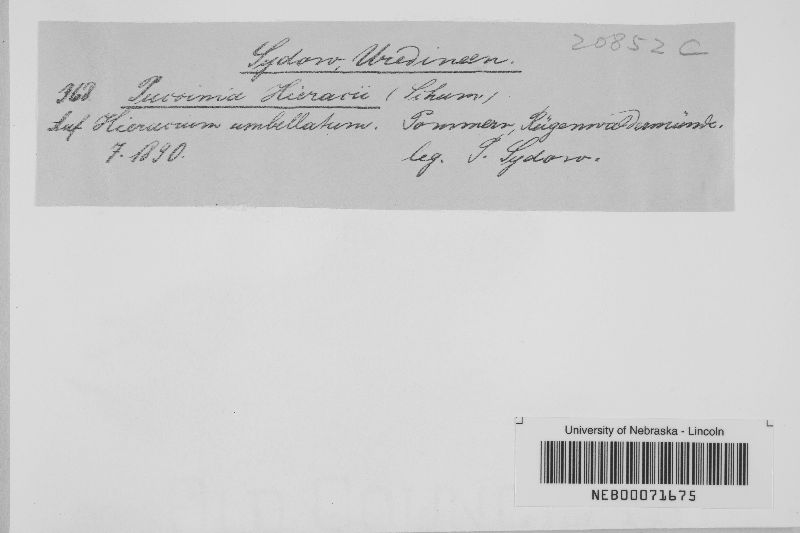 20852 C
Sydow, Uredineen.
368 Puccinia Hieracii (Schum)
Auf Hieracium umbellatum. Pommern, Rügenwaldermünde.
7. 1890. leg. P. Sydow.
University of Nebraska - Lincoln
NEB00071675